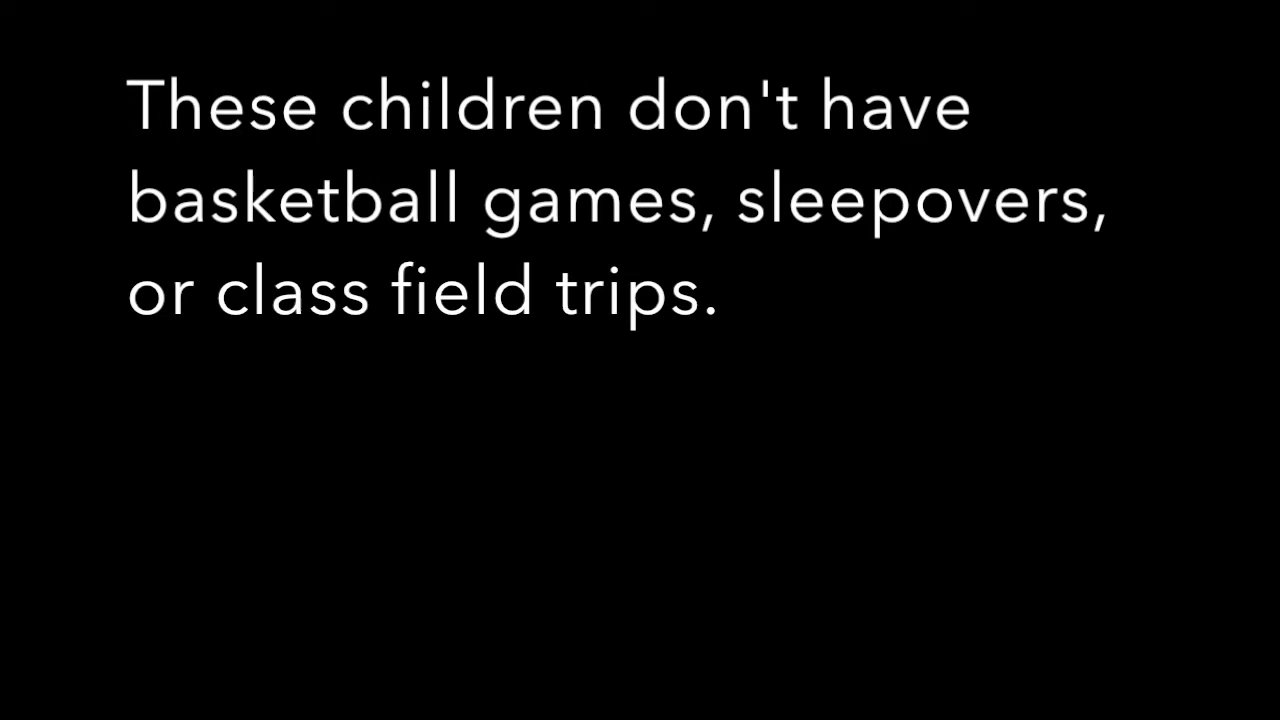 These children don't have
basketball games, sleepovers,
or class field trips.